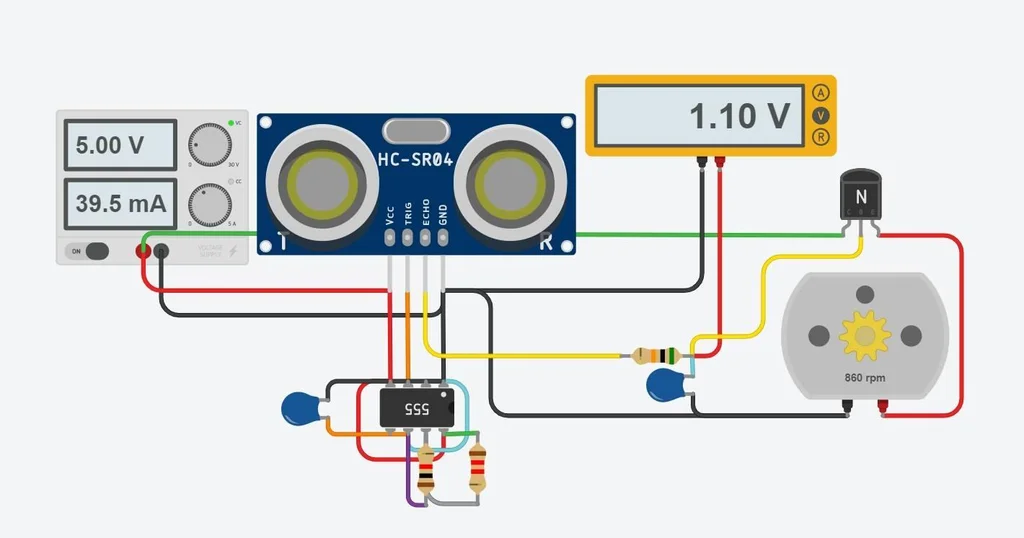 5.00 V
VC
0
30 V
39.5 mA
CC
0
5 A
ON
VOLTAGE
SUPPLY
HC-SR04
Vcc
TRIG
ECHO
GND
T
R
1.10 V
A
V
R
N
555
860 rpm